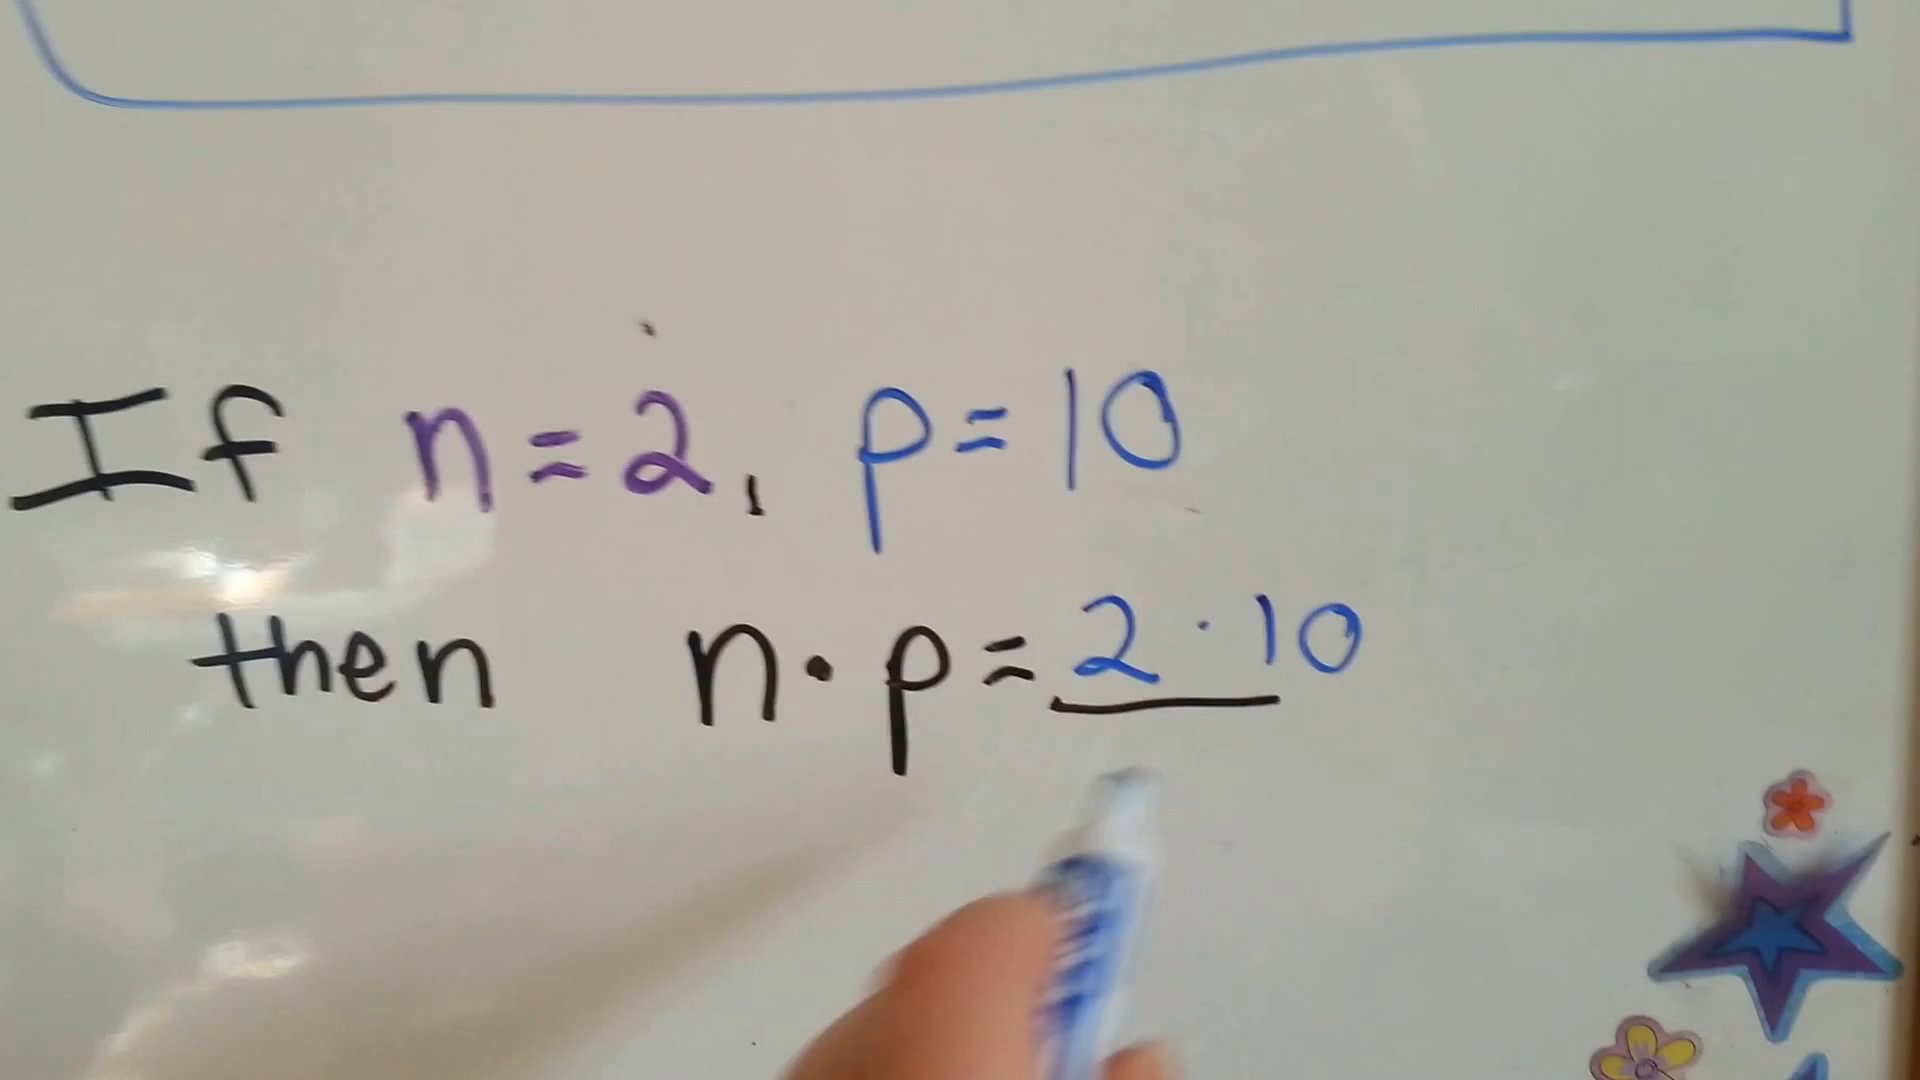 If n = 2, p = 10
then n · p = 2 · 10